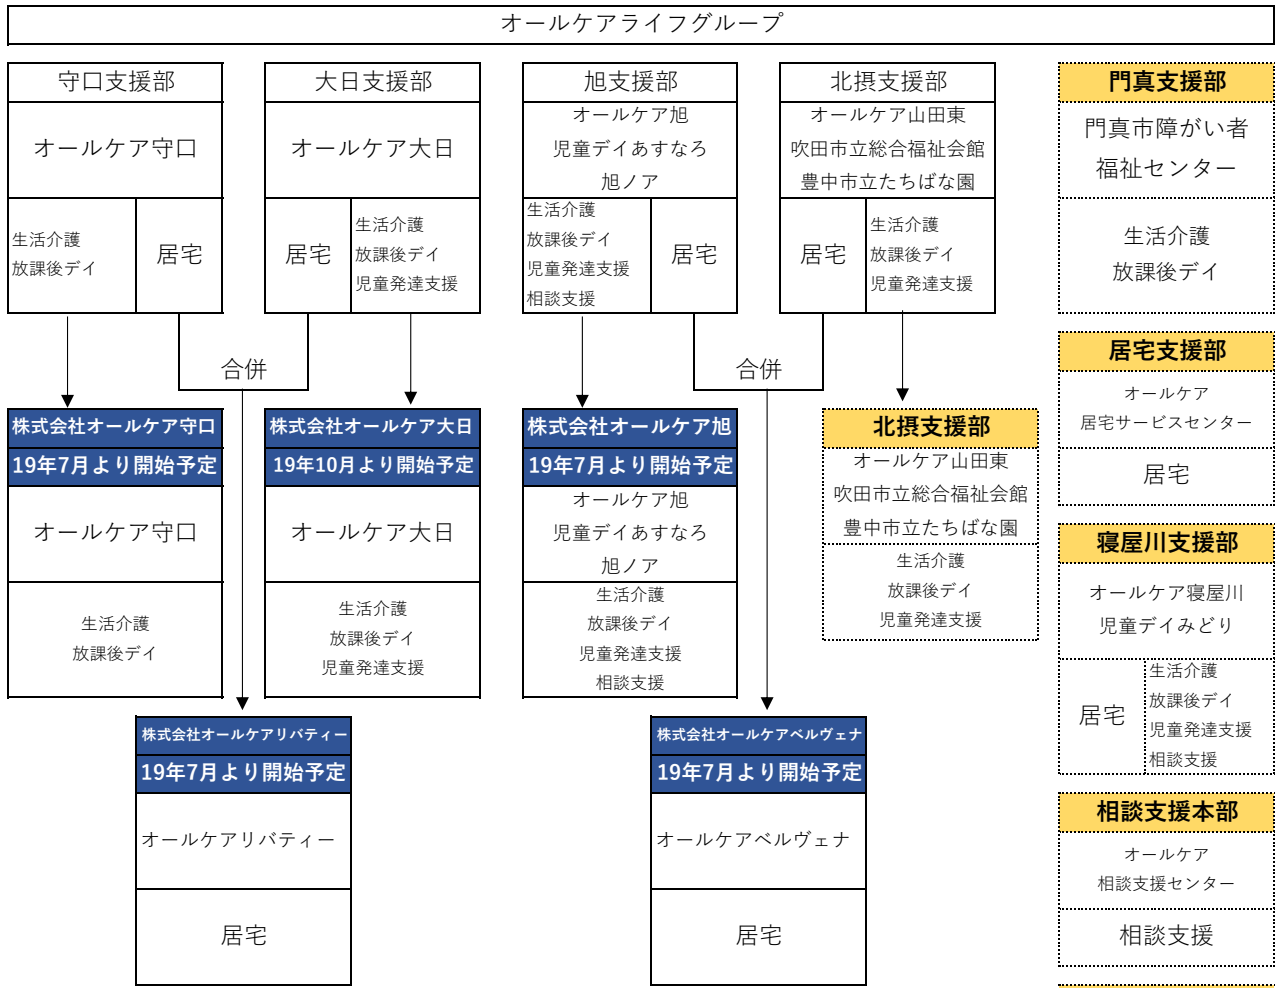 オールケアライフグループ
守口支援部
オールケア守口
生活介護
放課後デイ
居宅
大日支援部
オールケア大日
居宅
生活介護
放課後デイ
児童発達支援
旭支援部
オールケア旭
児童デイあすなろ
旭ノア
生活介護
放課後デイ
児童発達支援
相談支援
居宅
北摂支援部
オールケア山田東
吹田市立総合福祉会館
豊中市立たちばな園
居宅
生活介護
放課後デイ
児童発達支援
合併
合併
株式会社オールケア守口
19年7月より開始予定
オールケア守口
生活介護
放課後デイ
株式会社オールケア大日
19年10月より開始予定
オールケア大日
生活介護
放課後デイ
児童発達支援
株式会社オールケア旭
19年7月より開始予定
オールケア旭
児童デイあすなろ
旭ノア
生活介護
放課後デイ
児童発達支援
相談支援
北摂支援部
オールケア山田東
吹田市立総合福祉会館
豊中市立たちばな園
生活介護
放課後デイ
児童発達支援
株式会社オールケアリバティー
19年7月より開始予定
オールケアリバティー
居宅
株式会社オールケアベルヴェナ
19年7月より開始予定
オールケアベルヴェナ
居宅
門真支援部
門真市障がい者
福祉センター
生活介護
放課後デイ
居宅支援部
オールケア
居宅サービスセンター
居宅
寝屋川支援部
オールケア寝屋川
児童デイみどり
居宅
生活介護
放課後デイ
児童発達支援
相談支援
相談支援本部
オールケア
相談支援センター
相談支援